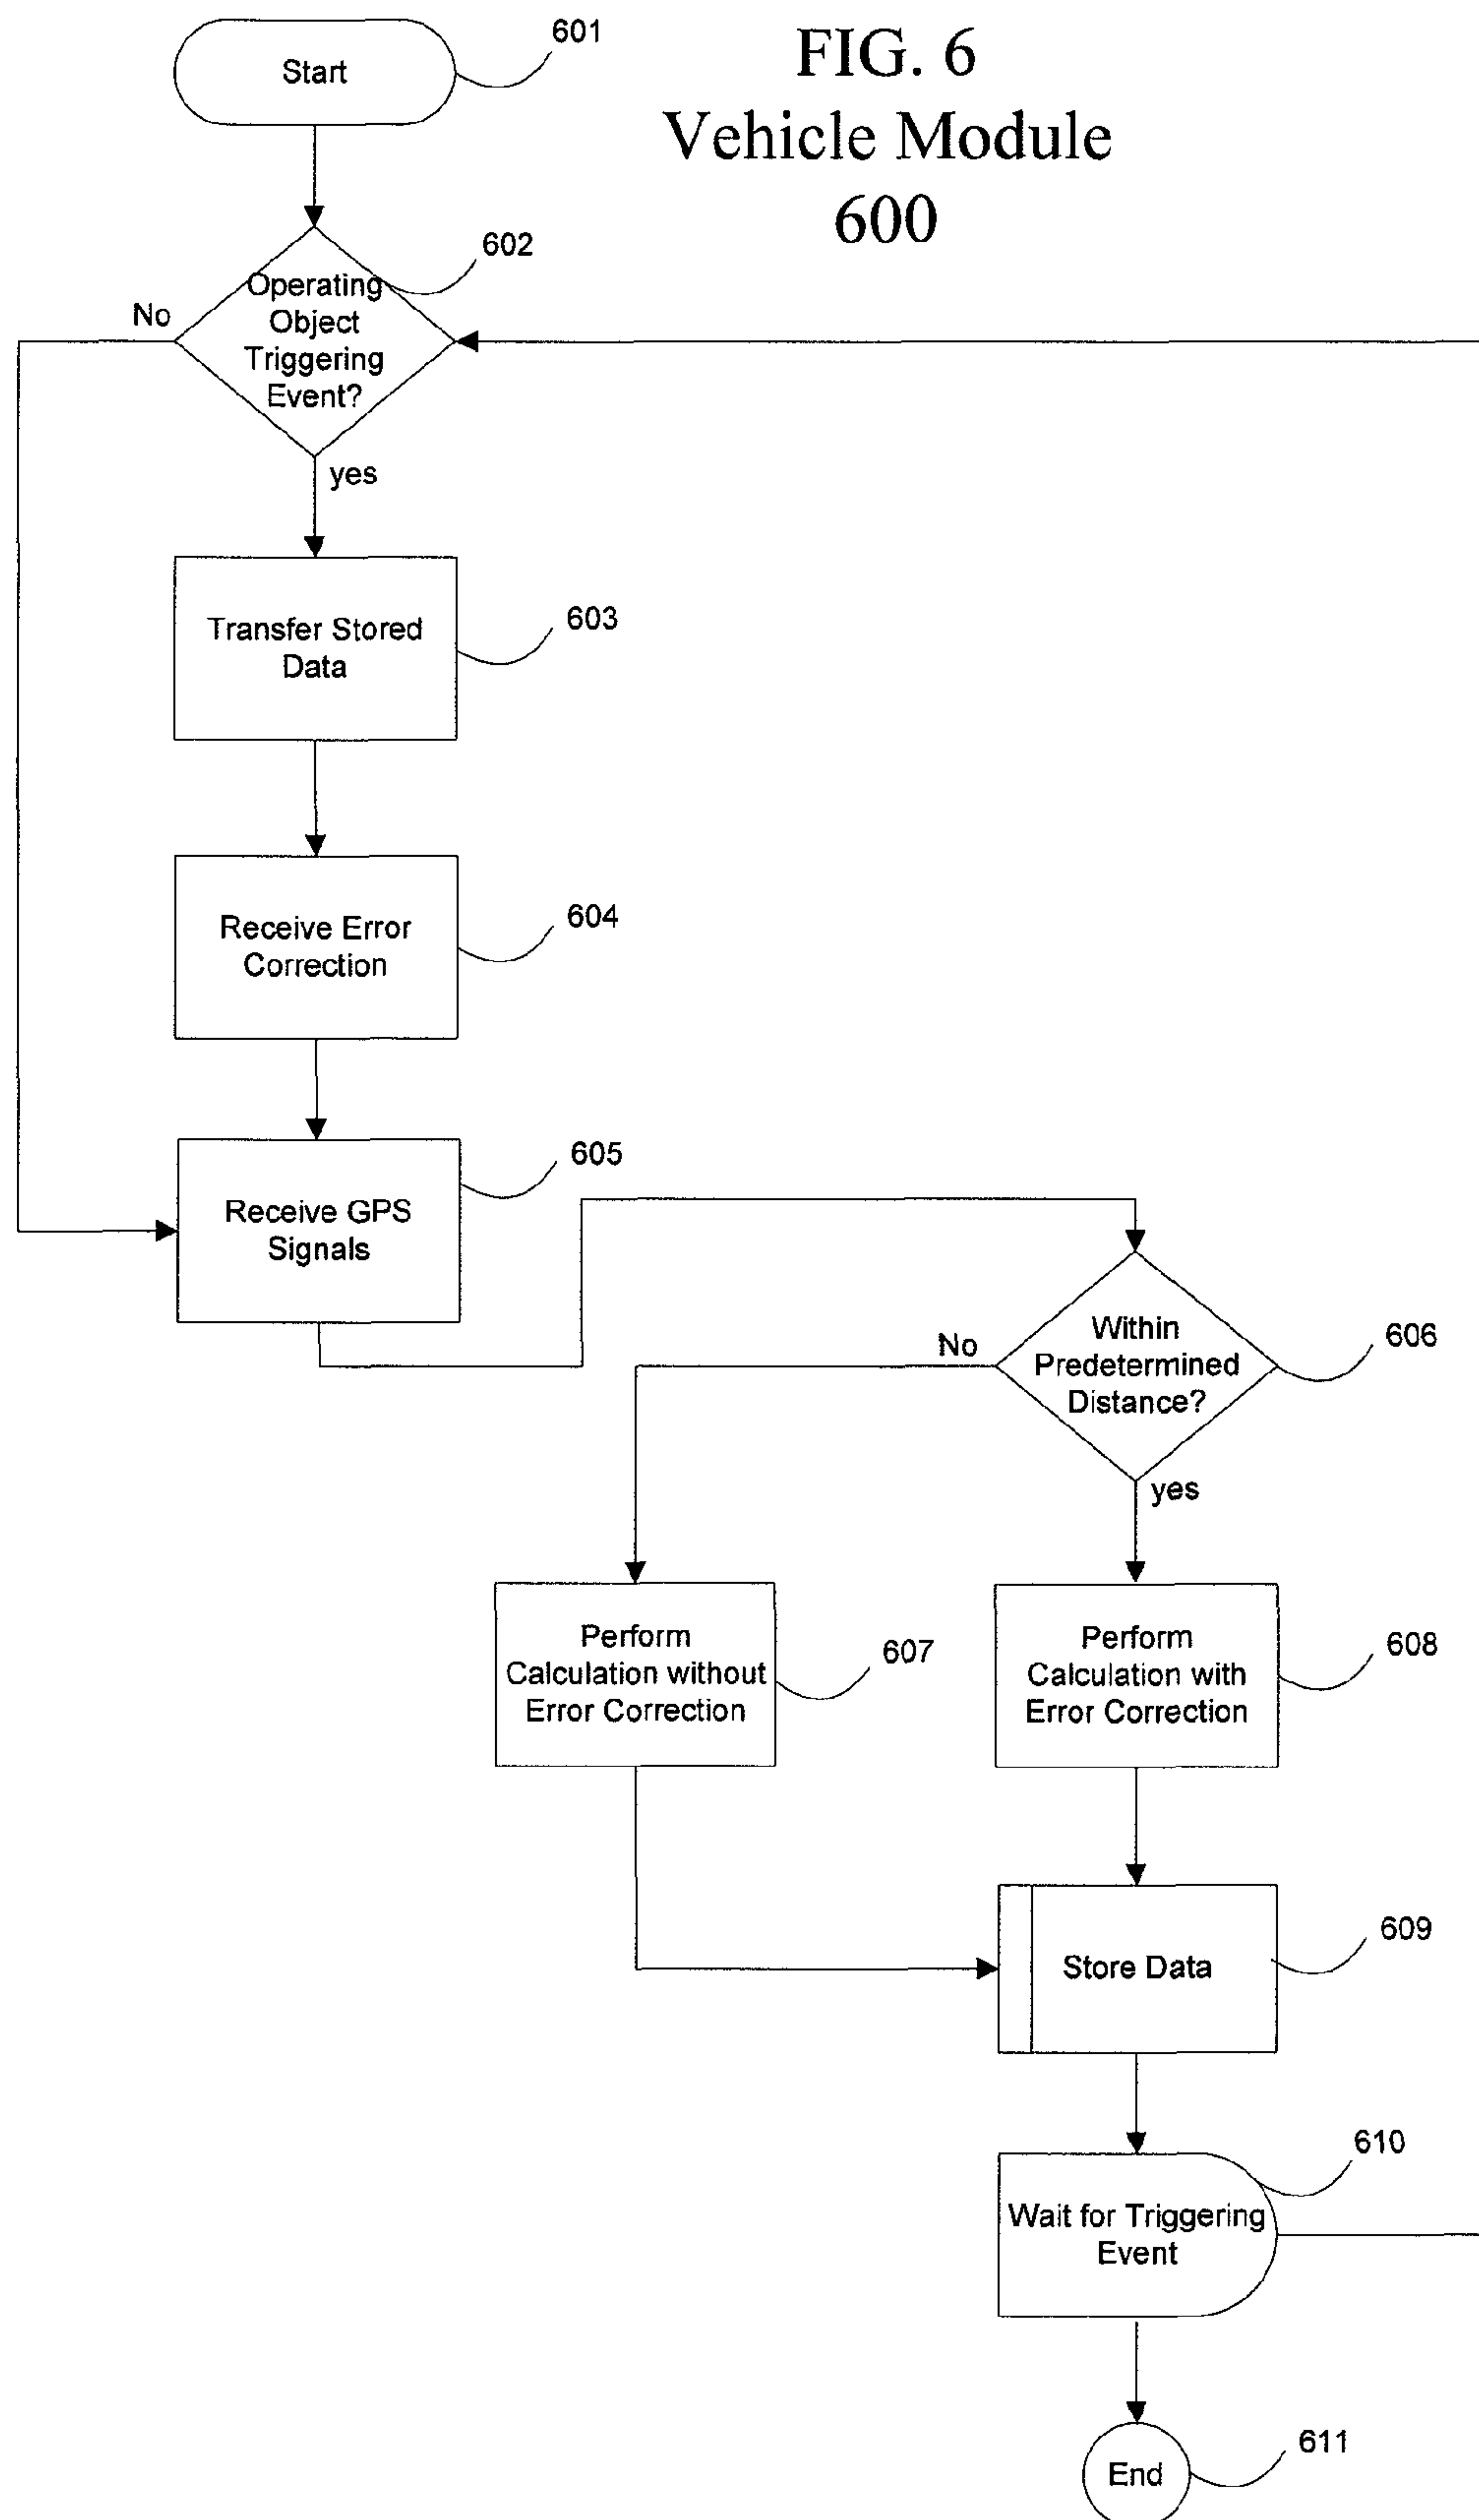 FIG. 6
Vehicle Module
600
Start
601
Operating
Object
Triggering
Event?
602
No
yes
Transfer Stored
Data
603
Receive Error
Correction
604
Receive GPS
Signals
605
Within
Predetermined
Distance?
606
No
yes
Perform
Calculation without
Error Correction
607
Perform
Calculation with
Error Correction
608
Store Data
609
Wait for Triggering
Event
610
End
611